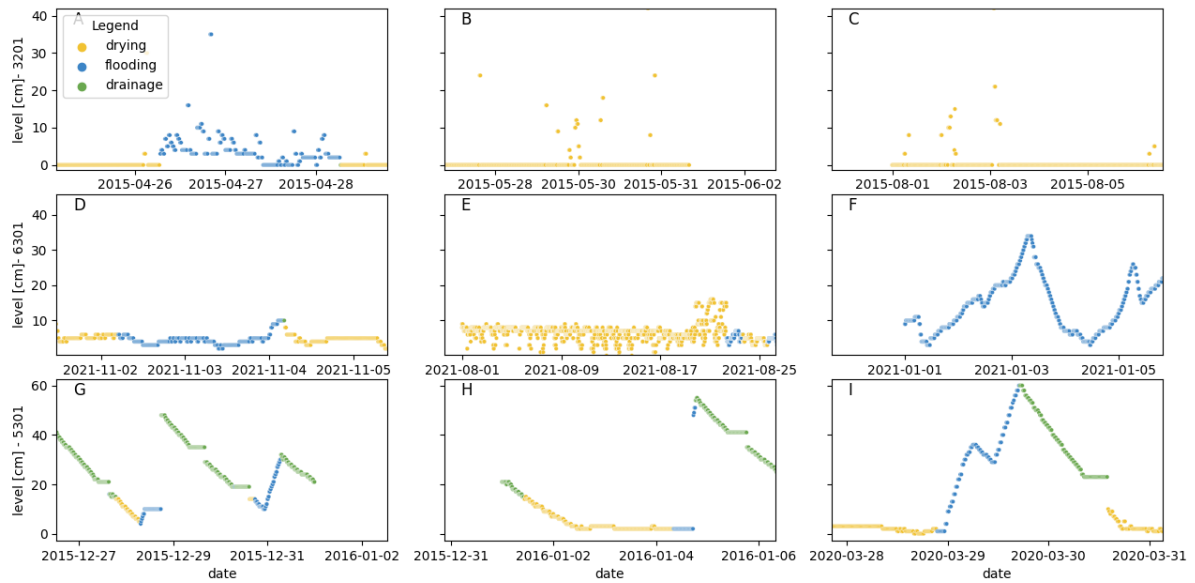 A B C
Legend
drying
flooding
drainage
level [cm]- 3201
40
30
20
10
0
2015-04-26 2015-04-27 2015-04-28
2015-05-28 2015-05-30 2015-05-31 2015-06-02
2015-08-01 2015-08-03 2015-08-05
D E F
level [cm] - 6301
40
30
20
10
2021-11-02 2021-11-03 2021-11-04 2021-11-05
2021-08-01 2021-08-09 2021-08-17 2021-08-25
2021-01-01 2021-01-03 2021-01-05
G H I
level [cm] - 5301
60
40
20
0
2015-12-27 2015-12-29 2015-12-31 2016-01-02
2015-12-31 2016-01-02 2016-01-04 2016-01-06
2020-03-28 2020-03-29 2020-03-30 2020-03-31
date date date